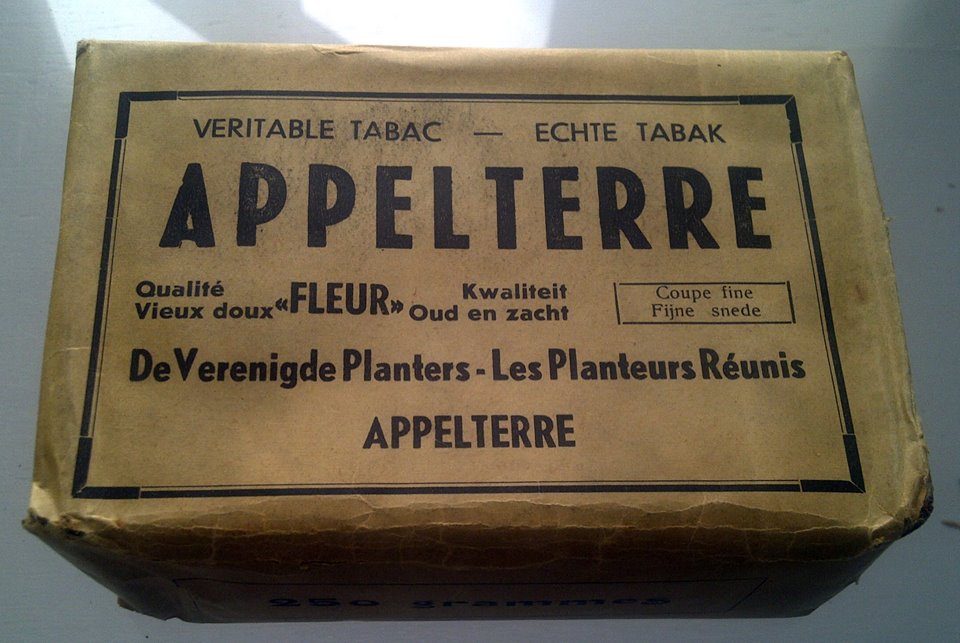 VERITABLE TABAC — ECHTE TABAK
APPELTERRE
Qualité
Vieux doux «FLEUR» Kwaliteit
Oud en zacht
Coupe fine
Fijne snede
De Verenigde Planters - Les Planteurs Réunis
APPELTERRE
250 grammes